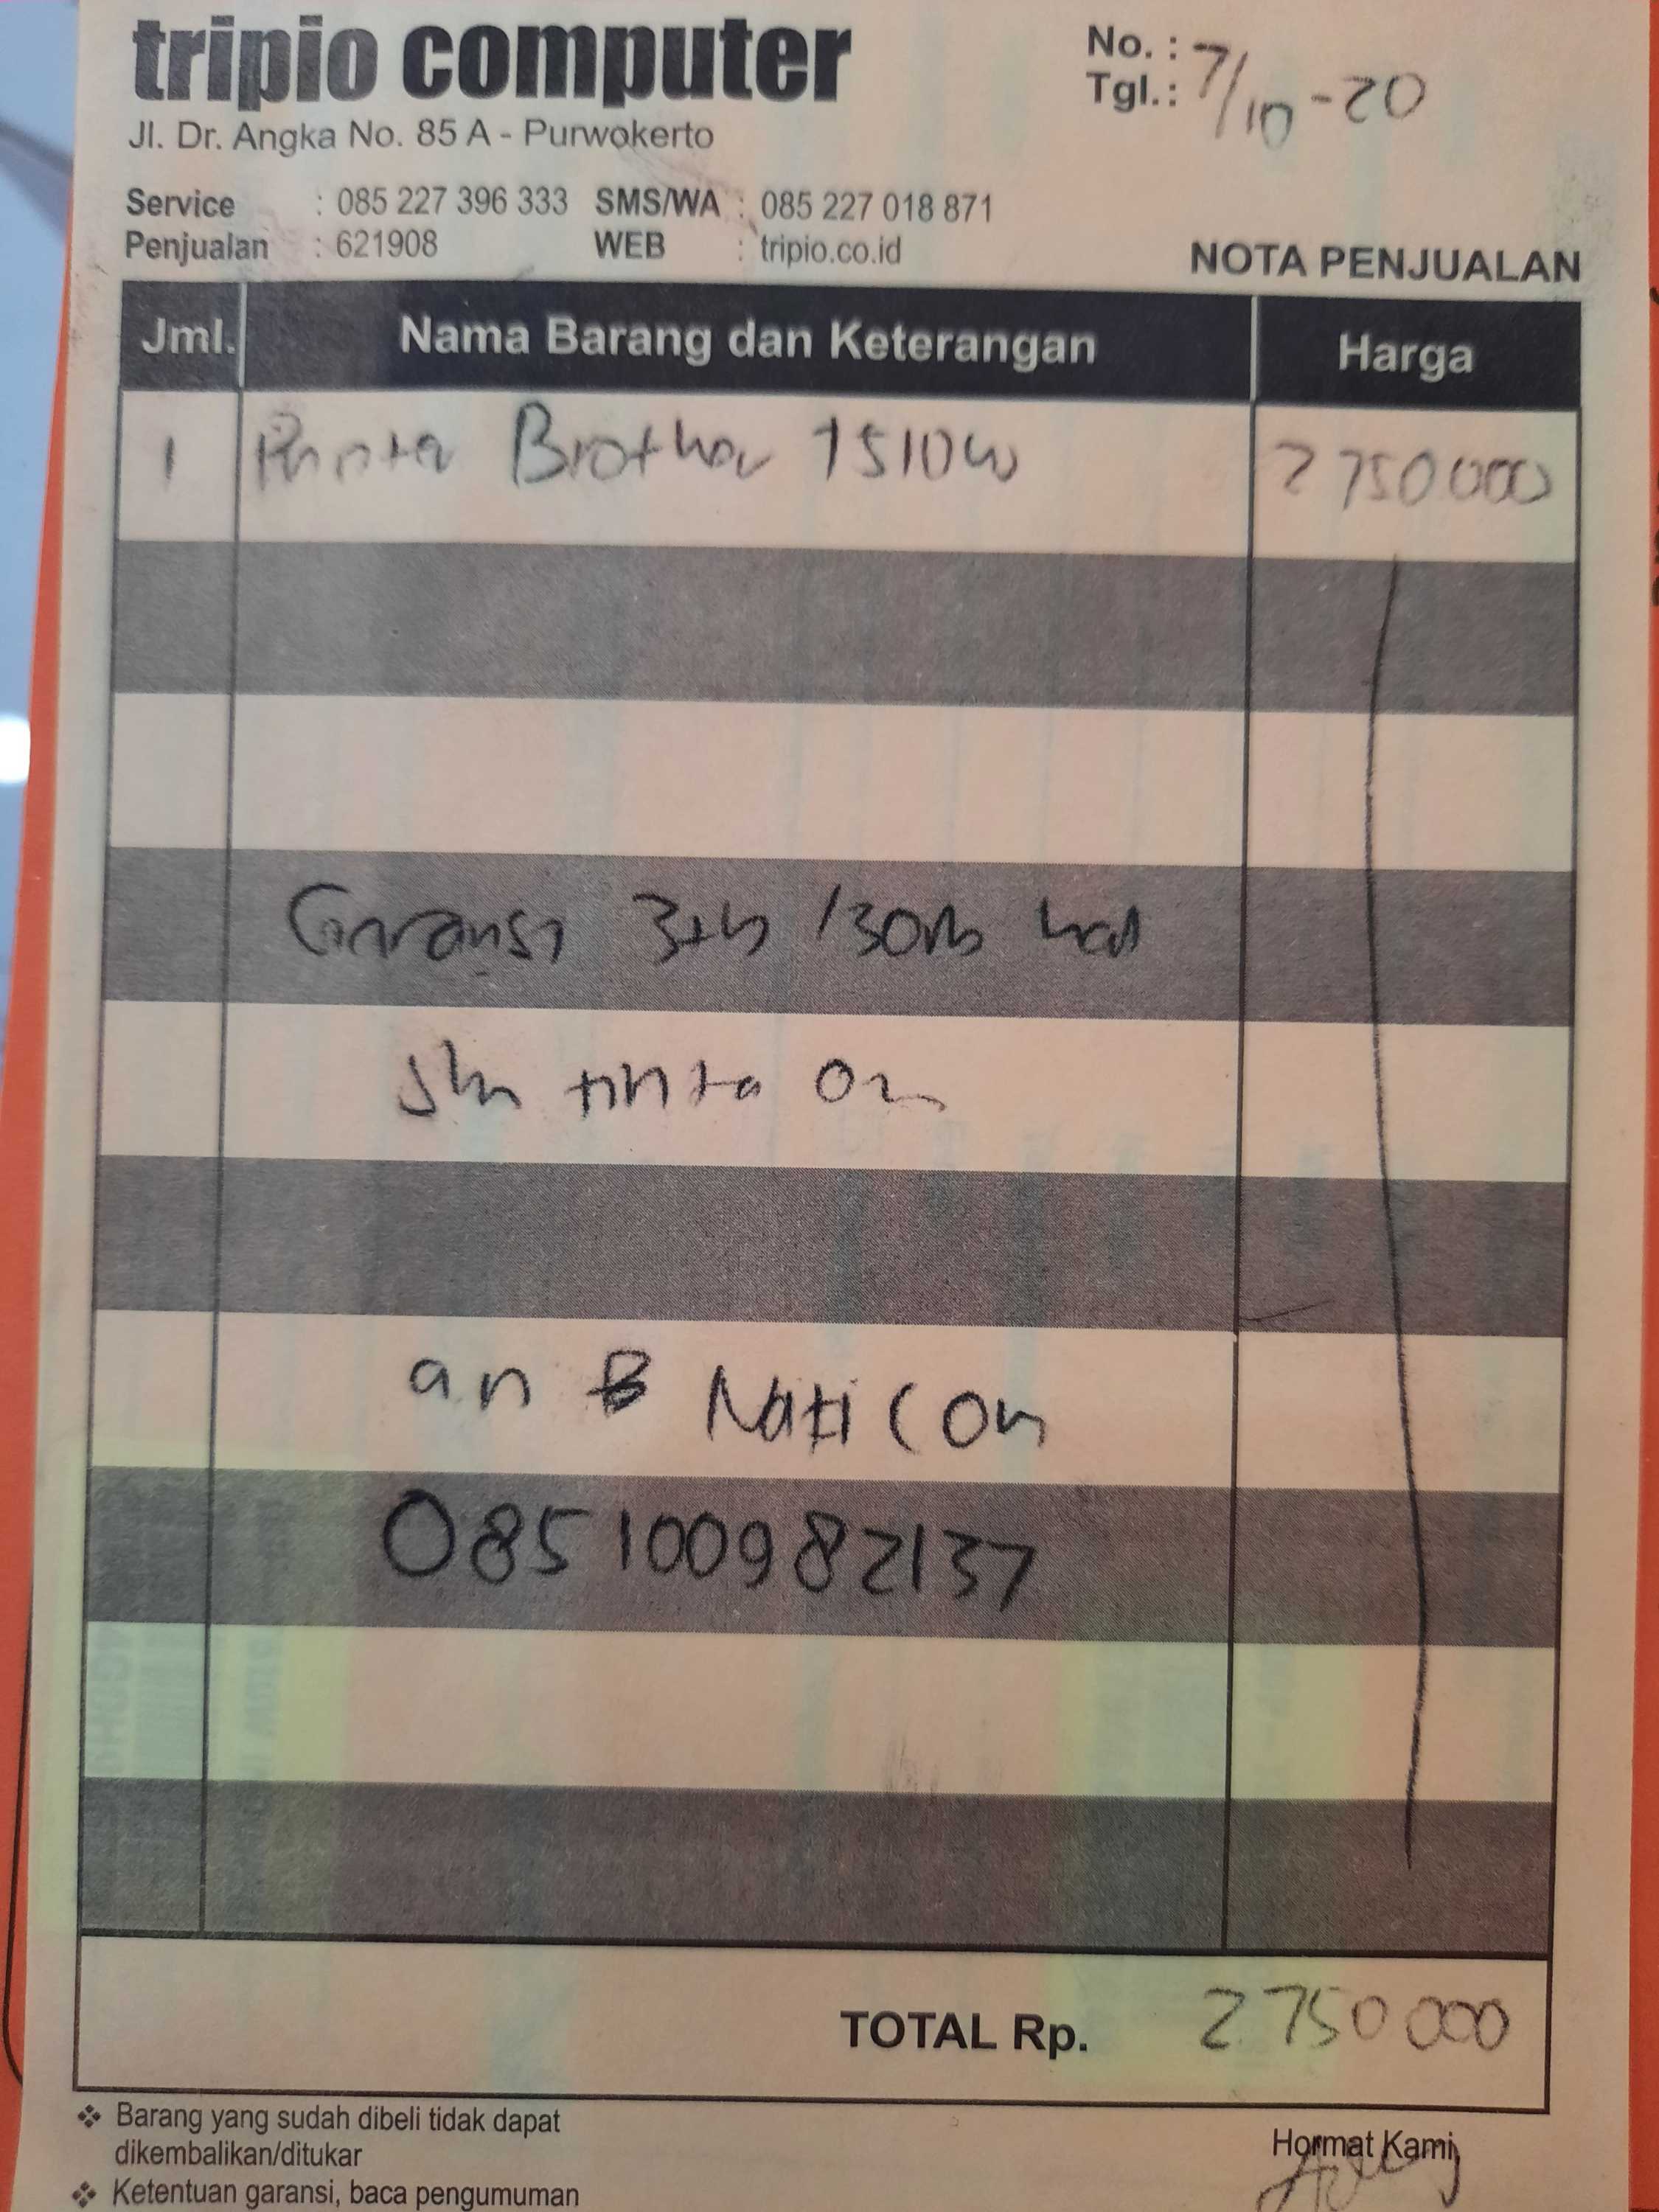 tripio computer
Jl. Dr. Angka No. 85 A - Purwokerto
No. :
Tgl. : 7/10-20
Service : 085 227 396 333 SMS/WA : 085 227 018 871
Penjualan : 621908 WEB : tripio.co.id
NOTA PENJUALAN
Jml. Nama Barang dan Keterangan Harga
1 Printer Brother T510W 2750000
Garansi 3th /30rb hal
tinta
an Naticom
085100982137
TOTAL Rp. 2750000
❖ Barang yang sudah dibeli tidak dapat
dikembalikan/ditukar
Hormat Kami
❖ Ketentuan garansi, baca pengumuman